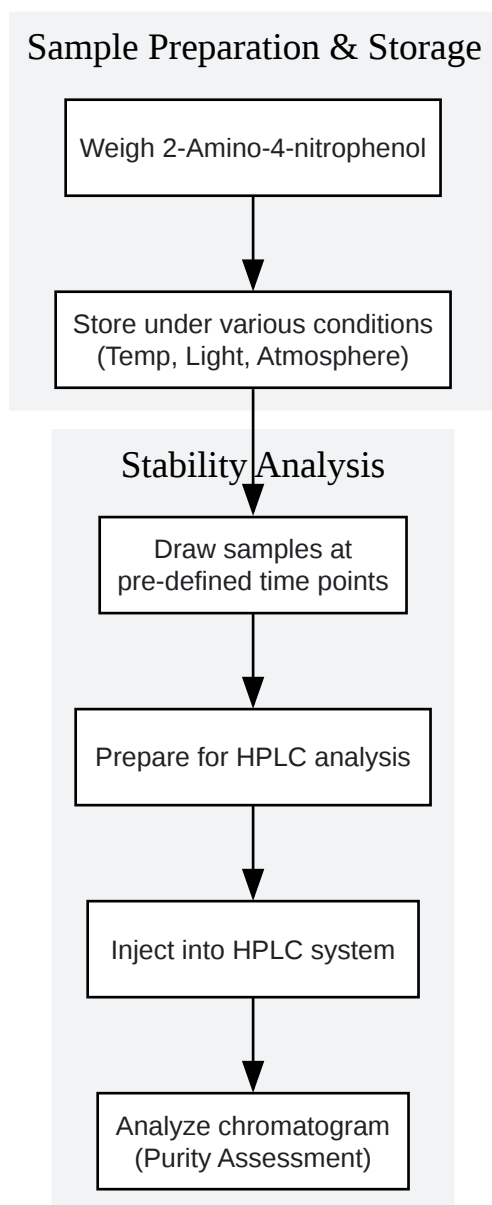 Sample Preparation & Storage
Weigh 2-Amino-4-nitrophenol
Store under various conditions
(Temp, Light, Atmosphere)
Stability Analysis
Draw samples at
pre-defined time points
Prepare for HPLC analysis
Inject into HPLC system
Analyze chromatogram
(Purity Assessment)